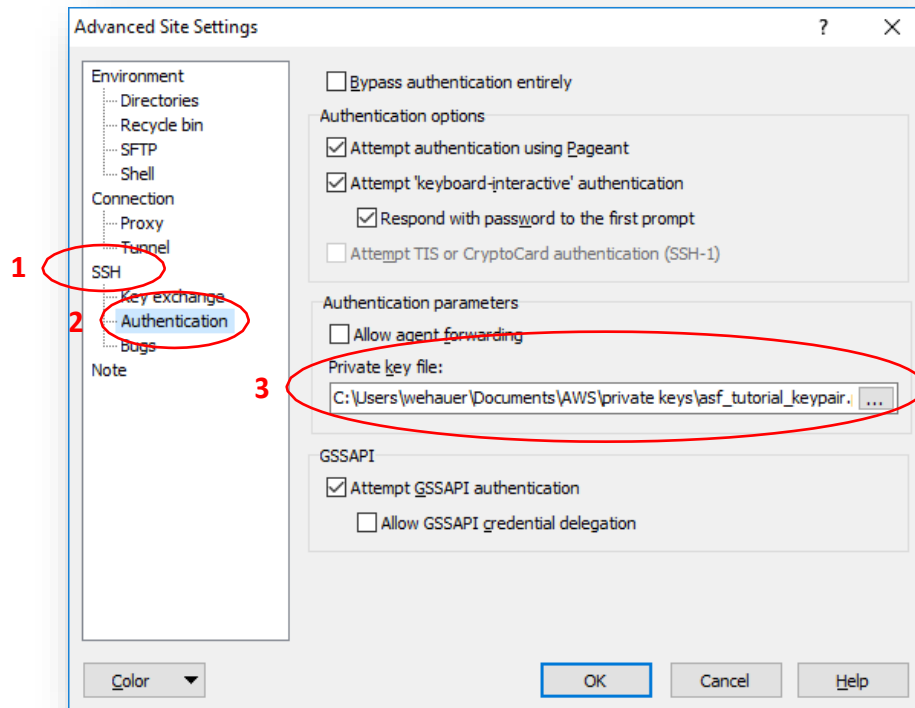 Advanced Site Settings
?
Environment
Directories
Recycle bin
SFTP
Shell
Connection
Proxy
Tunnel
1
SSH
Key exchange
2
Authentication
Bugs
Note
Bypass authentication entirely
Authentication options
Attempt authentication using Pageant
Attempt 'keyboard-interactive' authentication
Respond with password to the first prompt
Attempt TIS or CryptoCard authentication (SSH-1)
Authentication parameters
Allow agent forwarding
Private key file:
3
C:\Users\wehauer\Documents\AWS\private keys\asf_tutorial_keypair.
...
GSSAPI
Attempt GSSAPI authentication
Allow GSSAPI credential delegation
Color
OK
Cancel
Help